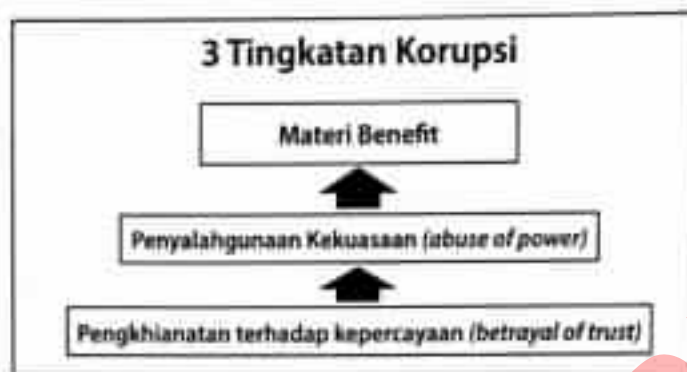 3 Tingkatan Korupsi
Materi Benefit
Penyalahgunaan Kekuasaan (abuse of power)
Pengkhianatan terhadap kepercayaan (betrayal of trust)